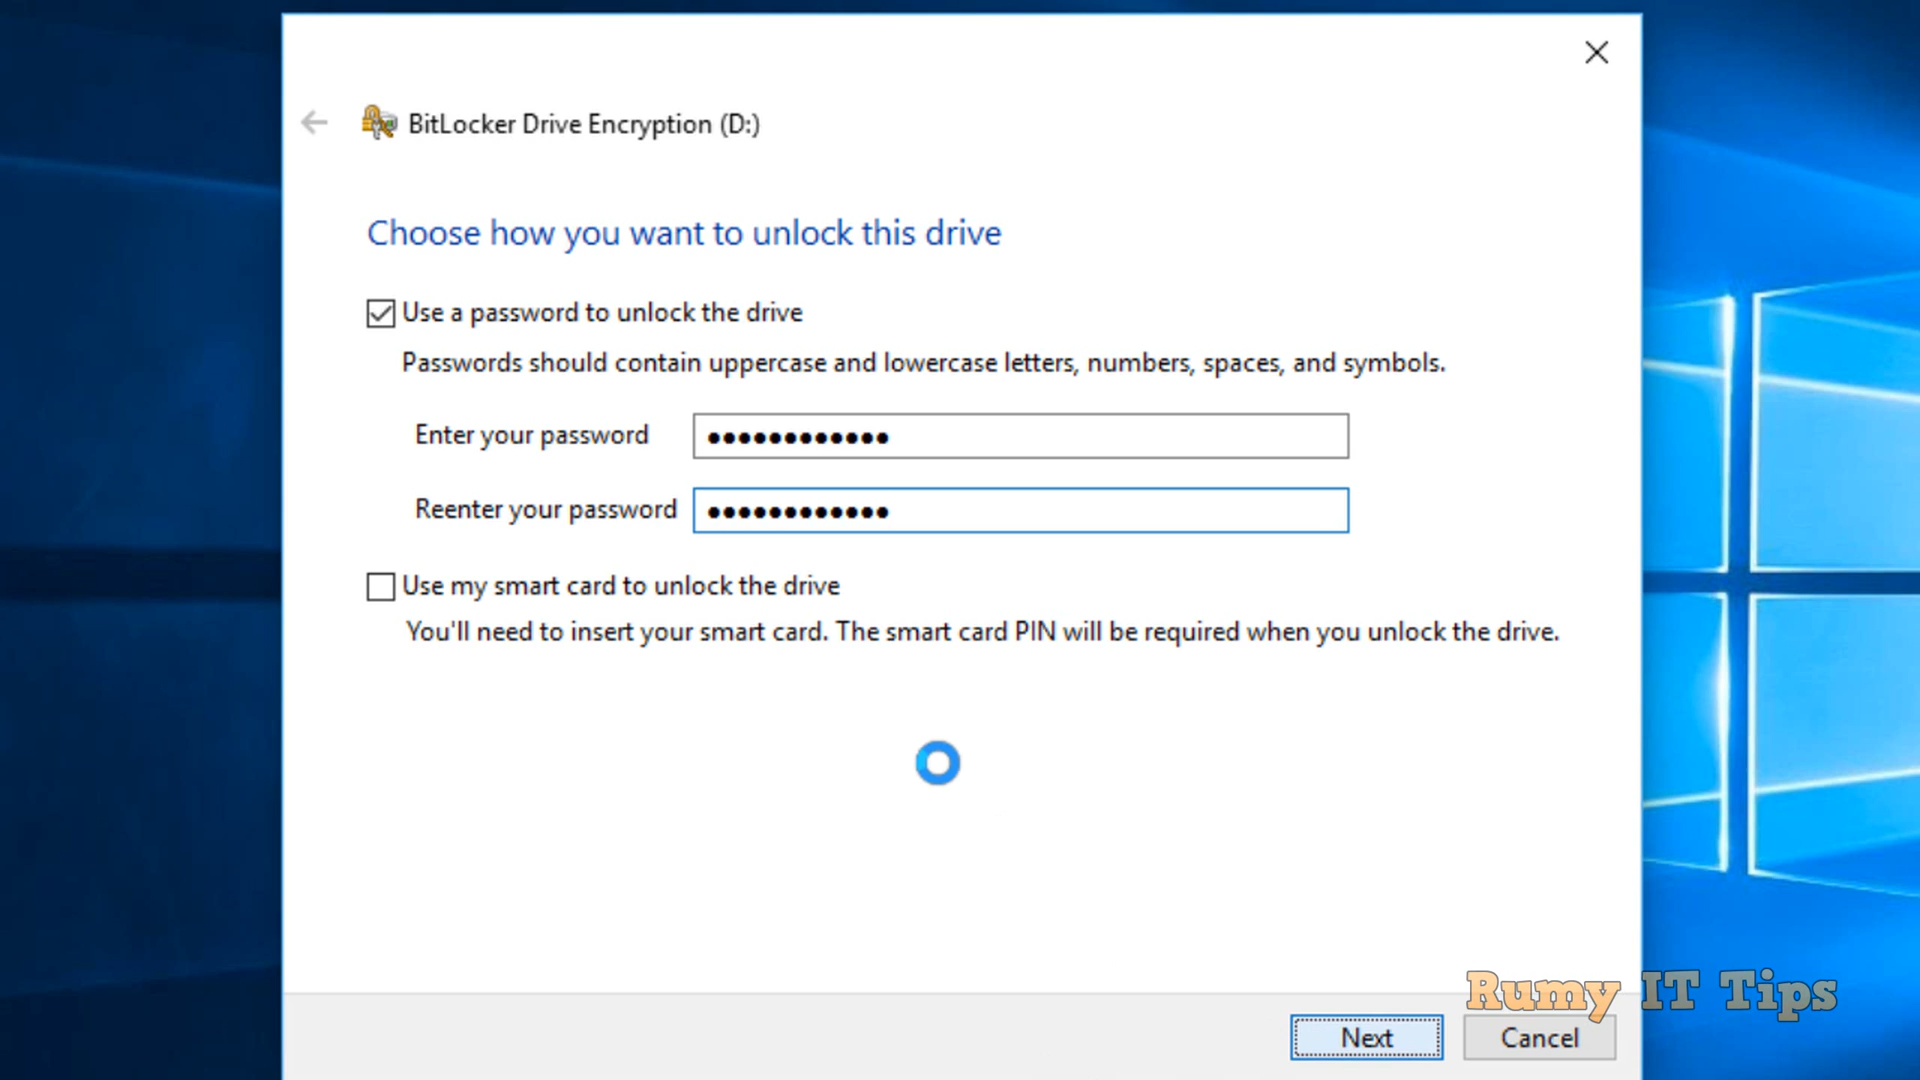 BitLocker Drive Encryption (D:)
Choose how you want to unlock this drive
Use a password to unlock the drive
Passwords should contain uppercase and lowercase letters, numbers, spaces, and symbols.
Enter your password ●●●●●●●●●●●●
Reenter your password ●●●●●●●●●●●●
Use my smart card to unlock the drive
You'll need to insert your smart card. The smart card PIN will be required when you unlock the drive.
Rumy IT Tips
Next Cancel